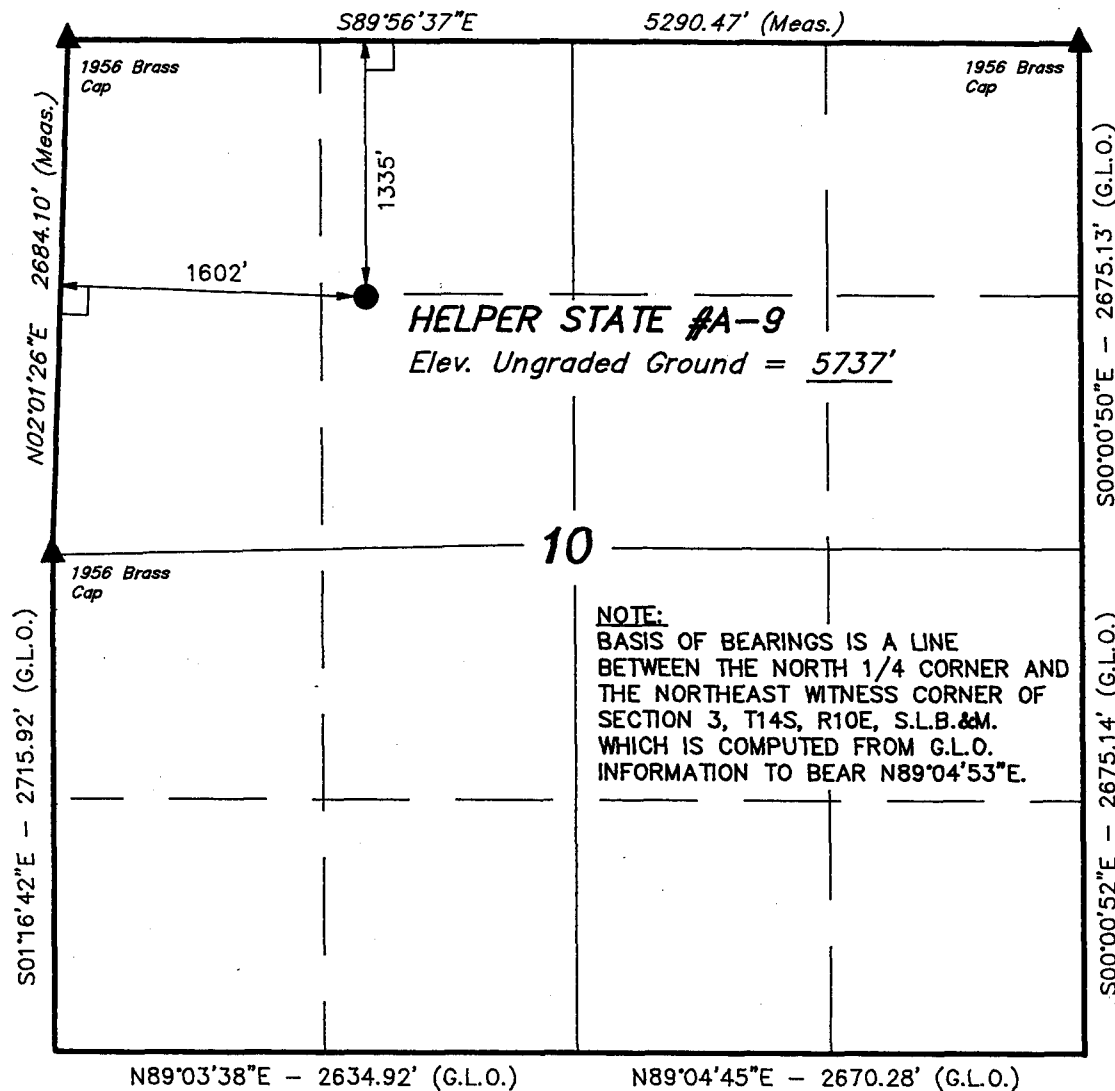 S89°56'37"E 5290.47' (Meas.)
1956 Brass
Cap
1956 Brass
Cap
N02°01'26"E 2684.10' (Meas.)
1335'
S00°00'50"E - 2675.13' (G.L.O.)
1602'
HELPER STATE #A-9
Elev. Ungraded Ground = 5737'
10
1956 Brass
Cap
NOTE:
BASIS OF BEARINGS IS A LINE
BETWEEN THE NORTH 1/4 CORNER AND
THE NORTHEAST WITNESS CORNER OF
SECTION 3, T14S, R10E, S.L.B.&M.
WHICH IS COMPUTED FROM G.L.O.
INFORMATION TO BEAR N89°04'53"E.
S01°16'42"E - 2715.92' (G.L.O.)
S00°00'52"E - 2675.14' (G.L.O.)
N89°03'38"E - 2634.92' (G.L.O.) N89°04'45"E - 2670.28' (G.L.O.)